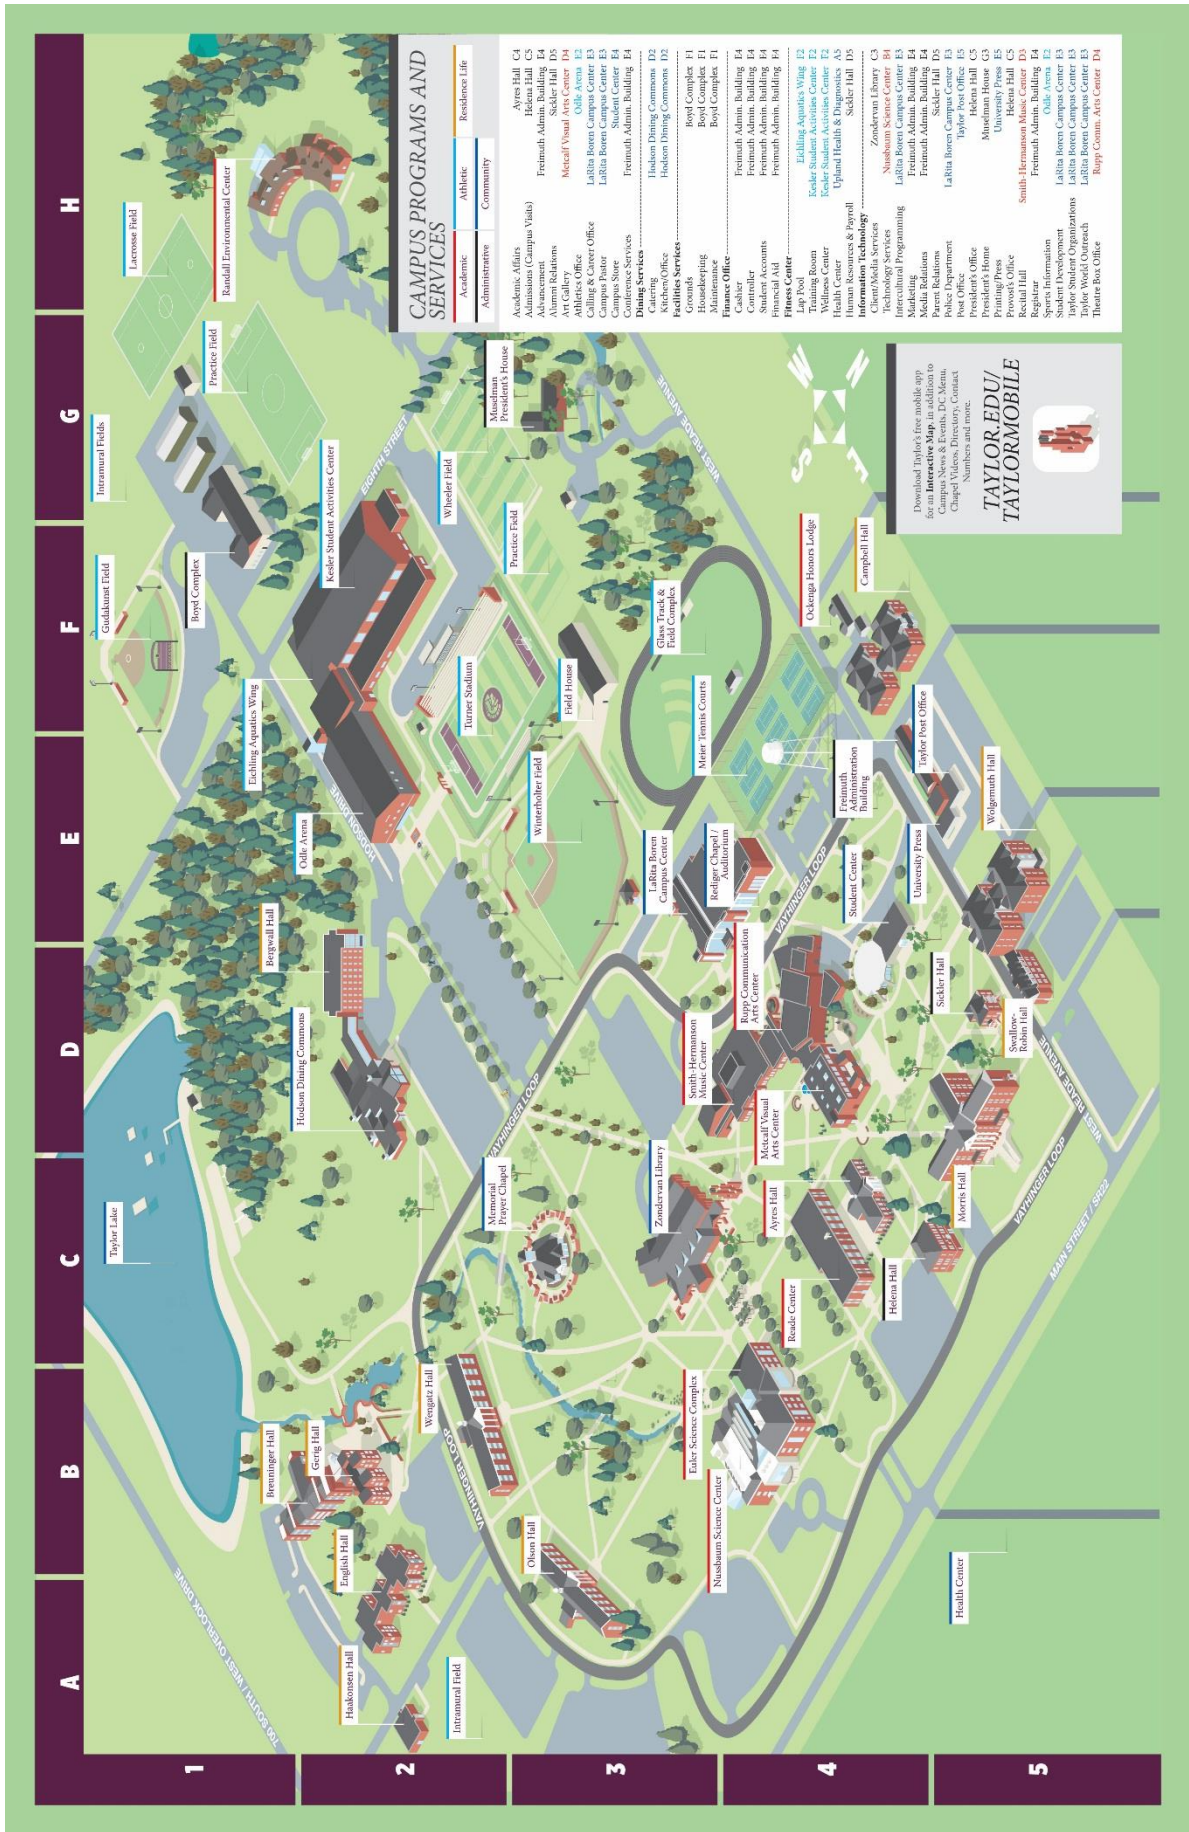 A
B
C
D
E
F
G
H
1
2
3
4
5
Taylor Lake
Gudakunst Field
Intramural Fields
Lacrosse Field
Boyd Complex
Practice Field
Randall Environmental Center
Breuninger Hall
Gerig Hall
English Hall
Haakonsen Hall
Intramural Field
Bergwall Hall
Hodson Dining Commons
Eichling Aquatics Wing
Odle Arena
Kesler Student Activities Center
700 SOUTH / WEST OVERLOOK DRIVE
HODSON DRIVE
EIGHTH STREET
Wengatz Hall
Turner Stadium
Wheeler Field
Muselman
President's House
Practice Field
VAYHINGER LOOP
VAYHINGER LOOP
Memorial
Prayer Chapel
Olson Hall
Winterholter Field
Field House
WEST READE AVENUE
Zondervan Library
LaRita Boren
Campus Center
Glass Track &
Field Complex
Smith-Hermanson
Music Center
Rediger Chapel /
Auditorium
Meier Tennis Courts
Euler Science Complex
Nussbaum Science Center
Rupp Communication
Arts Center
Metcalf Visual
Arts Center
Ayres Hall
Reade Center
VAYHINGER LOOP
Student Center
Freimuth
Administration
Building
Ockenga Honors Lodge
Campbell Hall
Helena Hall
Morris Hall
Sickler Hall
Swallow-
Robin Hall
University Press
Taylor Post Office
Wolgemuth Hall
Health Center
VAYHINGER LOOP
MAIN STREET / SR22
WEST READE AVENUE
S
W
E
N
CAMPUS PROGRAMS AND
SERVICES
Academic
Athletic
Residence Life
Administrative
Community
Academic Affairs Ayres Hall C4
Admissions (Campus Visits) Helena Hall C5
Advancement Freimuth Admin. Building E4
Alumni Relations Sickler Hall D5
Art Gallery Metcalf Visual Arts Center D4
Athletics Office Odle Arena E2
Calling & Career Office LaRita Boren Campus Center E3
Campus Pastor LaRita Boren Campus Center E3
Campus Store Student Center E4
Conference Services Freimuth Admin. Building E4
Dining Services
Catering Hodson Dining Commons D2
Kitchen/Office Hodson Dining Commons D2
Facilities Services
Grounds Boyd Complex F1
Housekeeping Boyd Complex F1
Maintenance Boyd Complex F1
Finance Office
Cashier Freimuth Admin. Building E4
Controller Freimuth Admin. Building E4
Student Accounts Freimuth Admin. Building E4
Financial Aid Freimuth Admin. Building E4
Fitness Center
Lap Pool Eichling Aquatics Wing F2
Training Room Kesler Student Activities Center F2
Wellness Center Kesler Student Activities Center F2
Health Center Upland Health & Diagnostics A5
Human Resources & Payroll Sickler Hall D5
Information Technology
Client/Media Services Zondervan Library C3
Technology Services Nussbaum Science Center B4
Intercultural Programming LaRita Boren Campus Center E3
Marketing Freimuth Admin. Building E4
Media Relations Freimuth Admin. Building E4
Parent Relations Sickler Hall D5
Police Department LaRita Boren Campus Center E3
Post Office Taylor Post Office E5
President's Office Helena Hall C5
President's Home Muselman House G3
Printing/Press University Press E5
Provost's Office Helena Hall C5
Recital Hall Smith-Hermanson Music Center D3
Registrar Freimuth Admin. Building E4
Sports Information Odle Arena E2
Student Development LaRita Boren Campus Center E3
Taylor Student Organizations LaRita Boren Campus Center E3
Taylor World Outreach LaRita Boren Campus Center E3
Theatre Box Office Rupp Comm. Arts Center D4
Download Taylor's free mobile app
for an Interactive Map, in addition to
Campus News & Events, DC Menu,
Chapel Videos, Directory, Contact
Numbers and more.
TAYLOR.EDU/
TAYLORMOBILE